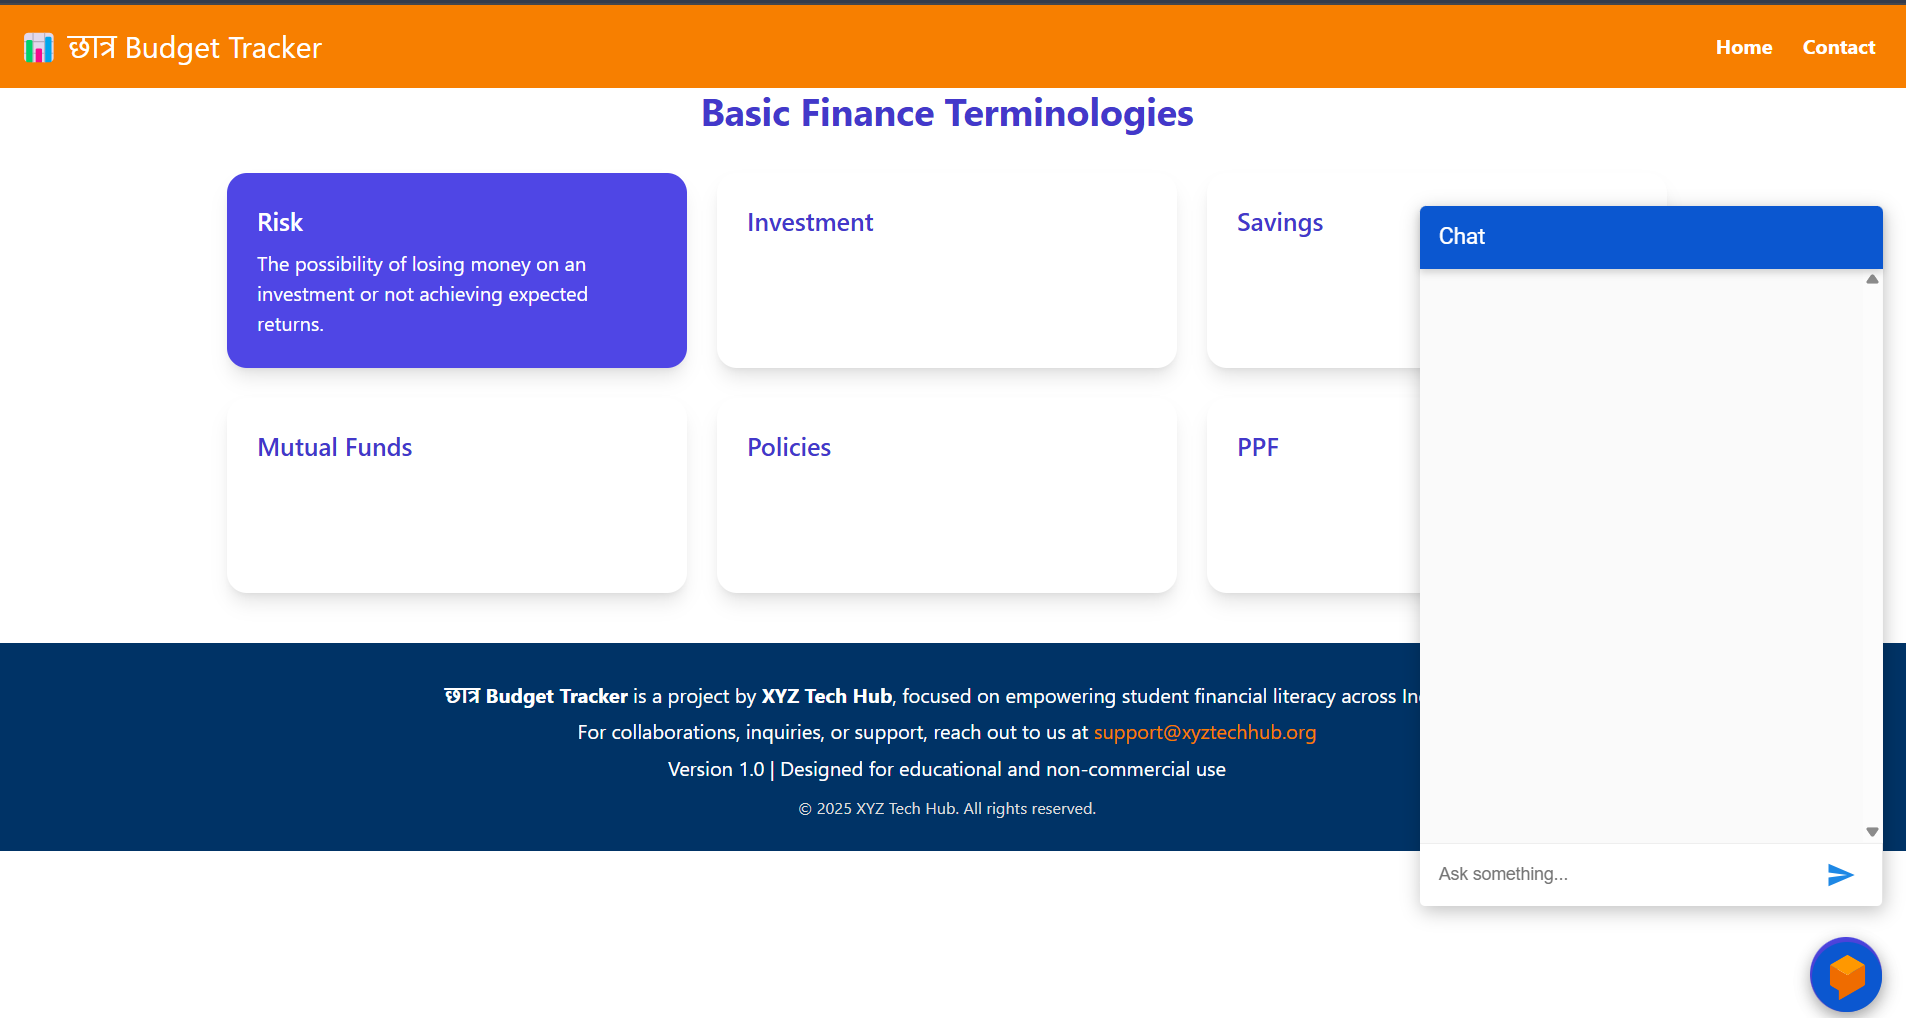 छात्र Budget Tracker
Home
Contact
Basic Finance Terminologies
Risk
The possibility of losing money on an
investment or not achieving expected
returns.
Investment
Savings
Mutual Funds
Policies
PPF
Chat
Ask something...
छात्र Budget Tracker is a project by XYZ Tech Hub, focused on empowering student financial literacy across
For collaborations, inquiries, or support, reach out to us at support@xyztechhub.org
Version 1.0 | Designed for educational and non-commercial use
© 2025 XYZ Tech Hub. All rights reserved.